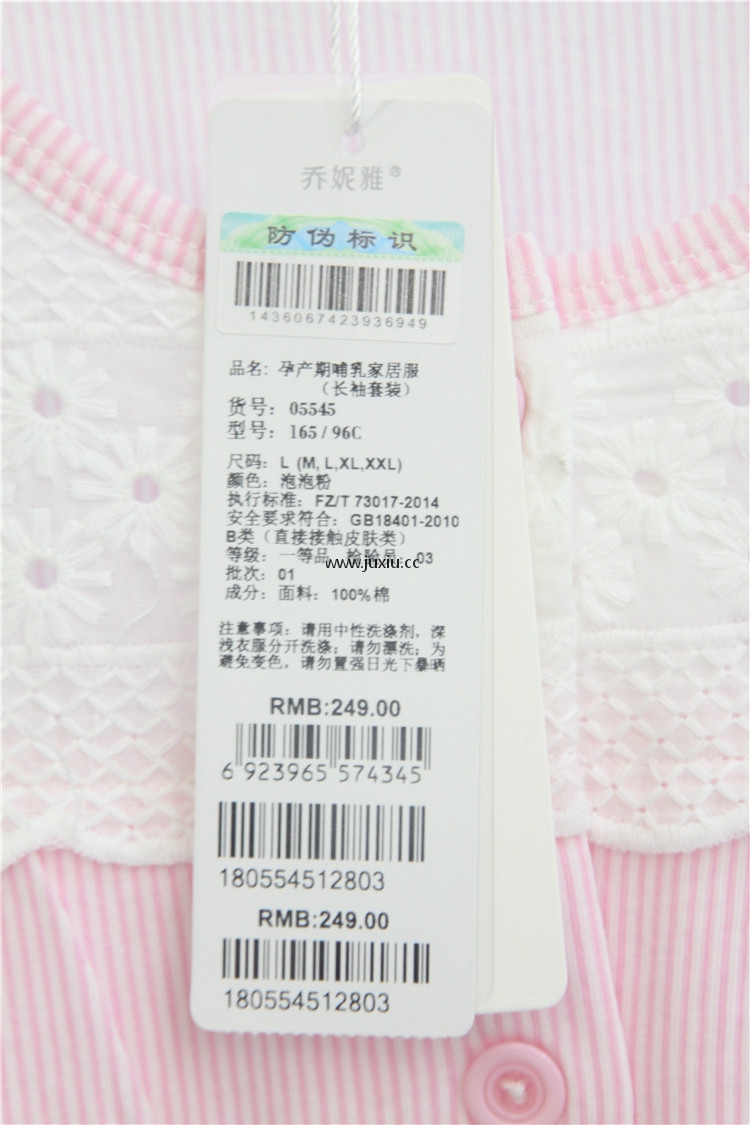 乔妮雅®
防伪标识
1436067423936949
品名：孕产期哺乳家居服
（长袖套装）
货号：05545
型号：165/96C
尺码：L (M, L,XL,XXL)
颜色：泡泡粉
执行标准：FZ/T 73017-2014
安全要求符合：GB18401-2010
B类（直接接触皮肤类）
等级：一等品 检验员：03
www.juxiu.cc
批次：01
成分：面料：100%棉
注意事项：请用中性洗涤剂，深
浅衣服分开洗涤；请勿漂洗；为
避免变色，请勿置强日光下暴晒
RMB:249.00
6 923965 574345
180554512803
RMB:249.00
180554512803